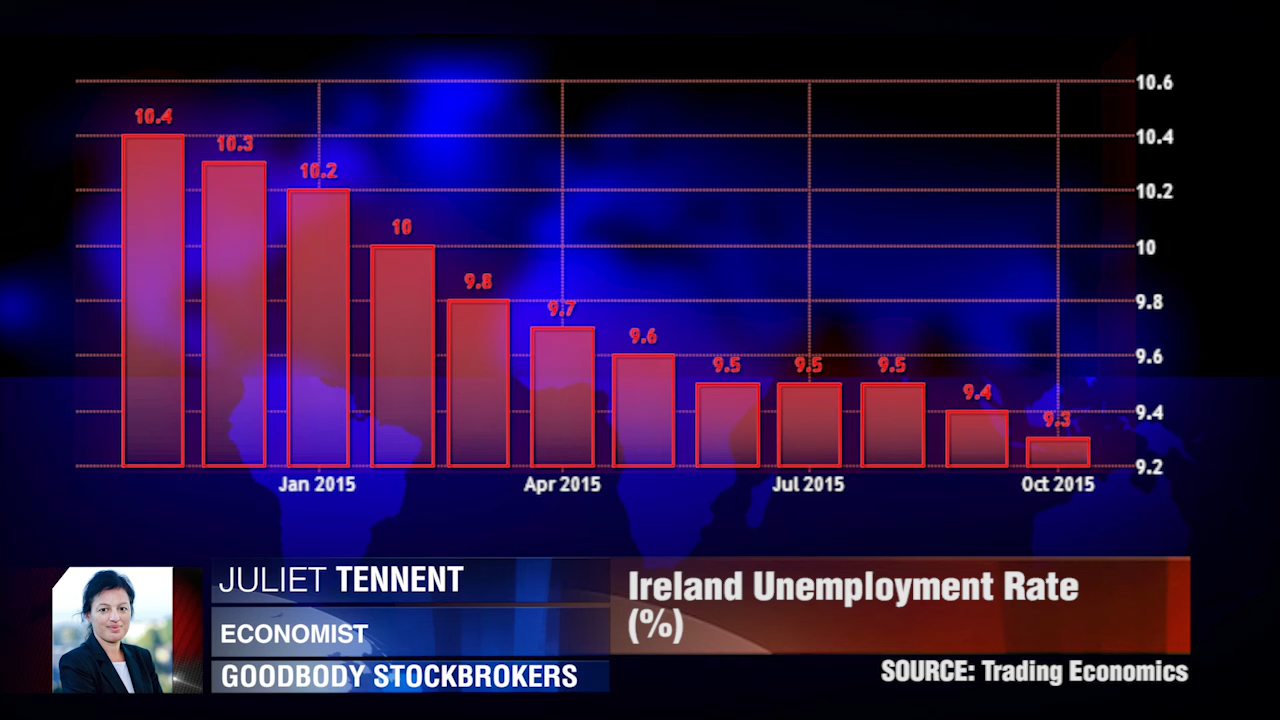 10.6
10.4
10.4
10.3
10.2
10.2
10
10
9.8
9.8
9.7
9.6
9.6
9.5
9.5
9.5
9.4
9.4
9.3
9.2
Jan 2015
Apr 2015
Jul 2015
Oct 2015
JULIET TENNENT
ECONOMIST
GOODBODY STOCKBROKERS
Ireland Unemployment Rate
(%)
SOURCE: Trading Economics